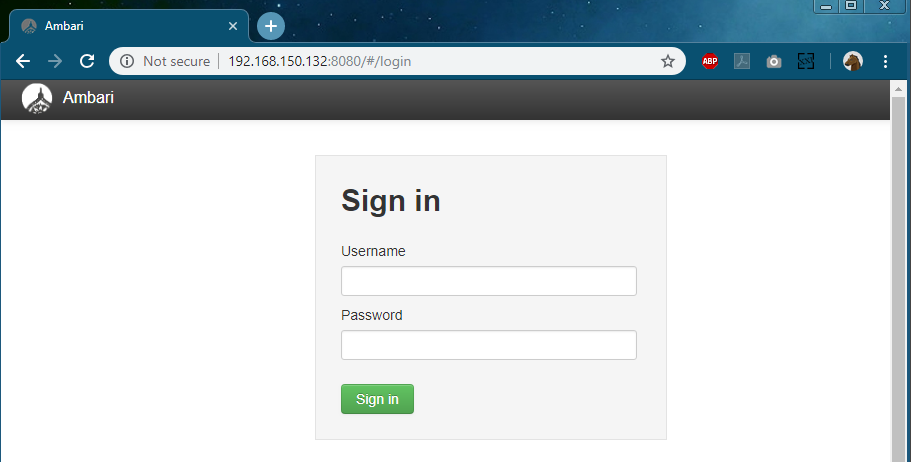 Ambari
Not secure | 192.168.150.132:8080/#/login
ABP
Ambari
Sign in
Username
Password
Sign in